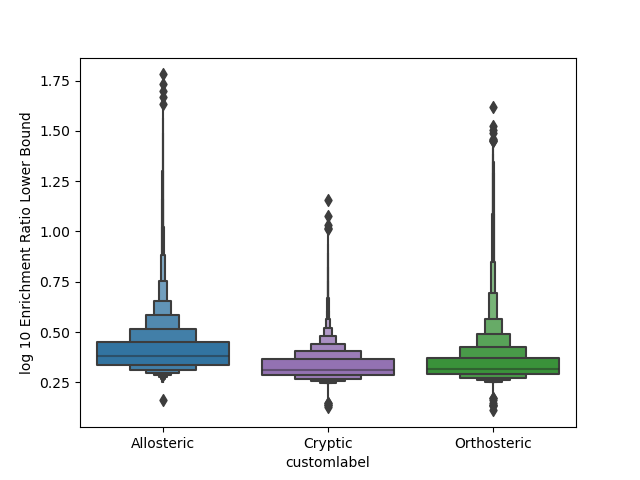 log 10 Enrichment Ratio Lower Bound
1.75
1.50
1.25
1.00
0.75
0.50
0.25
Allosteric
Cryptic
Orthosteric
customlabel